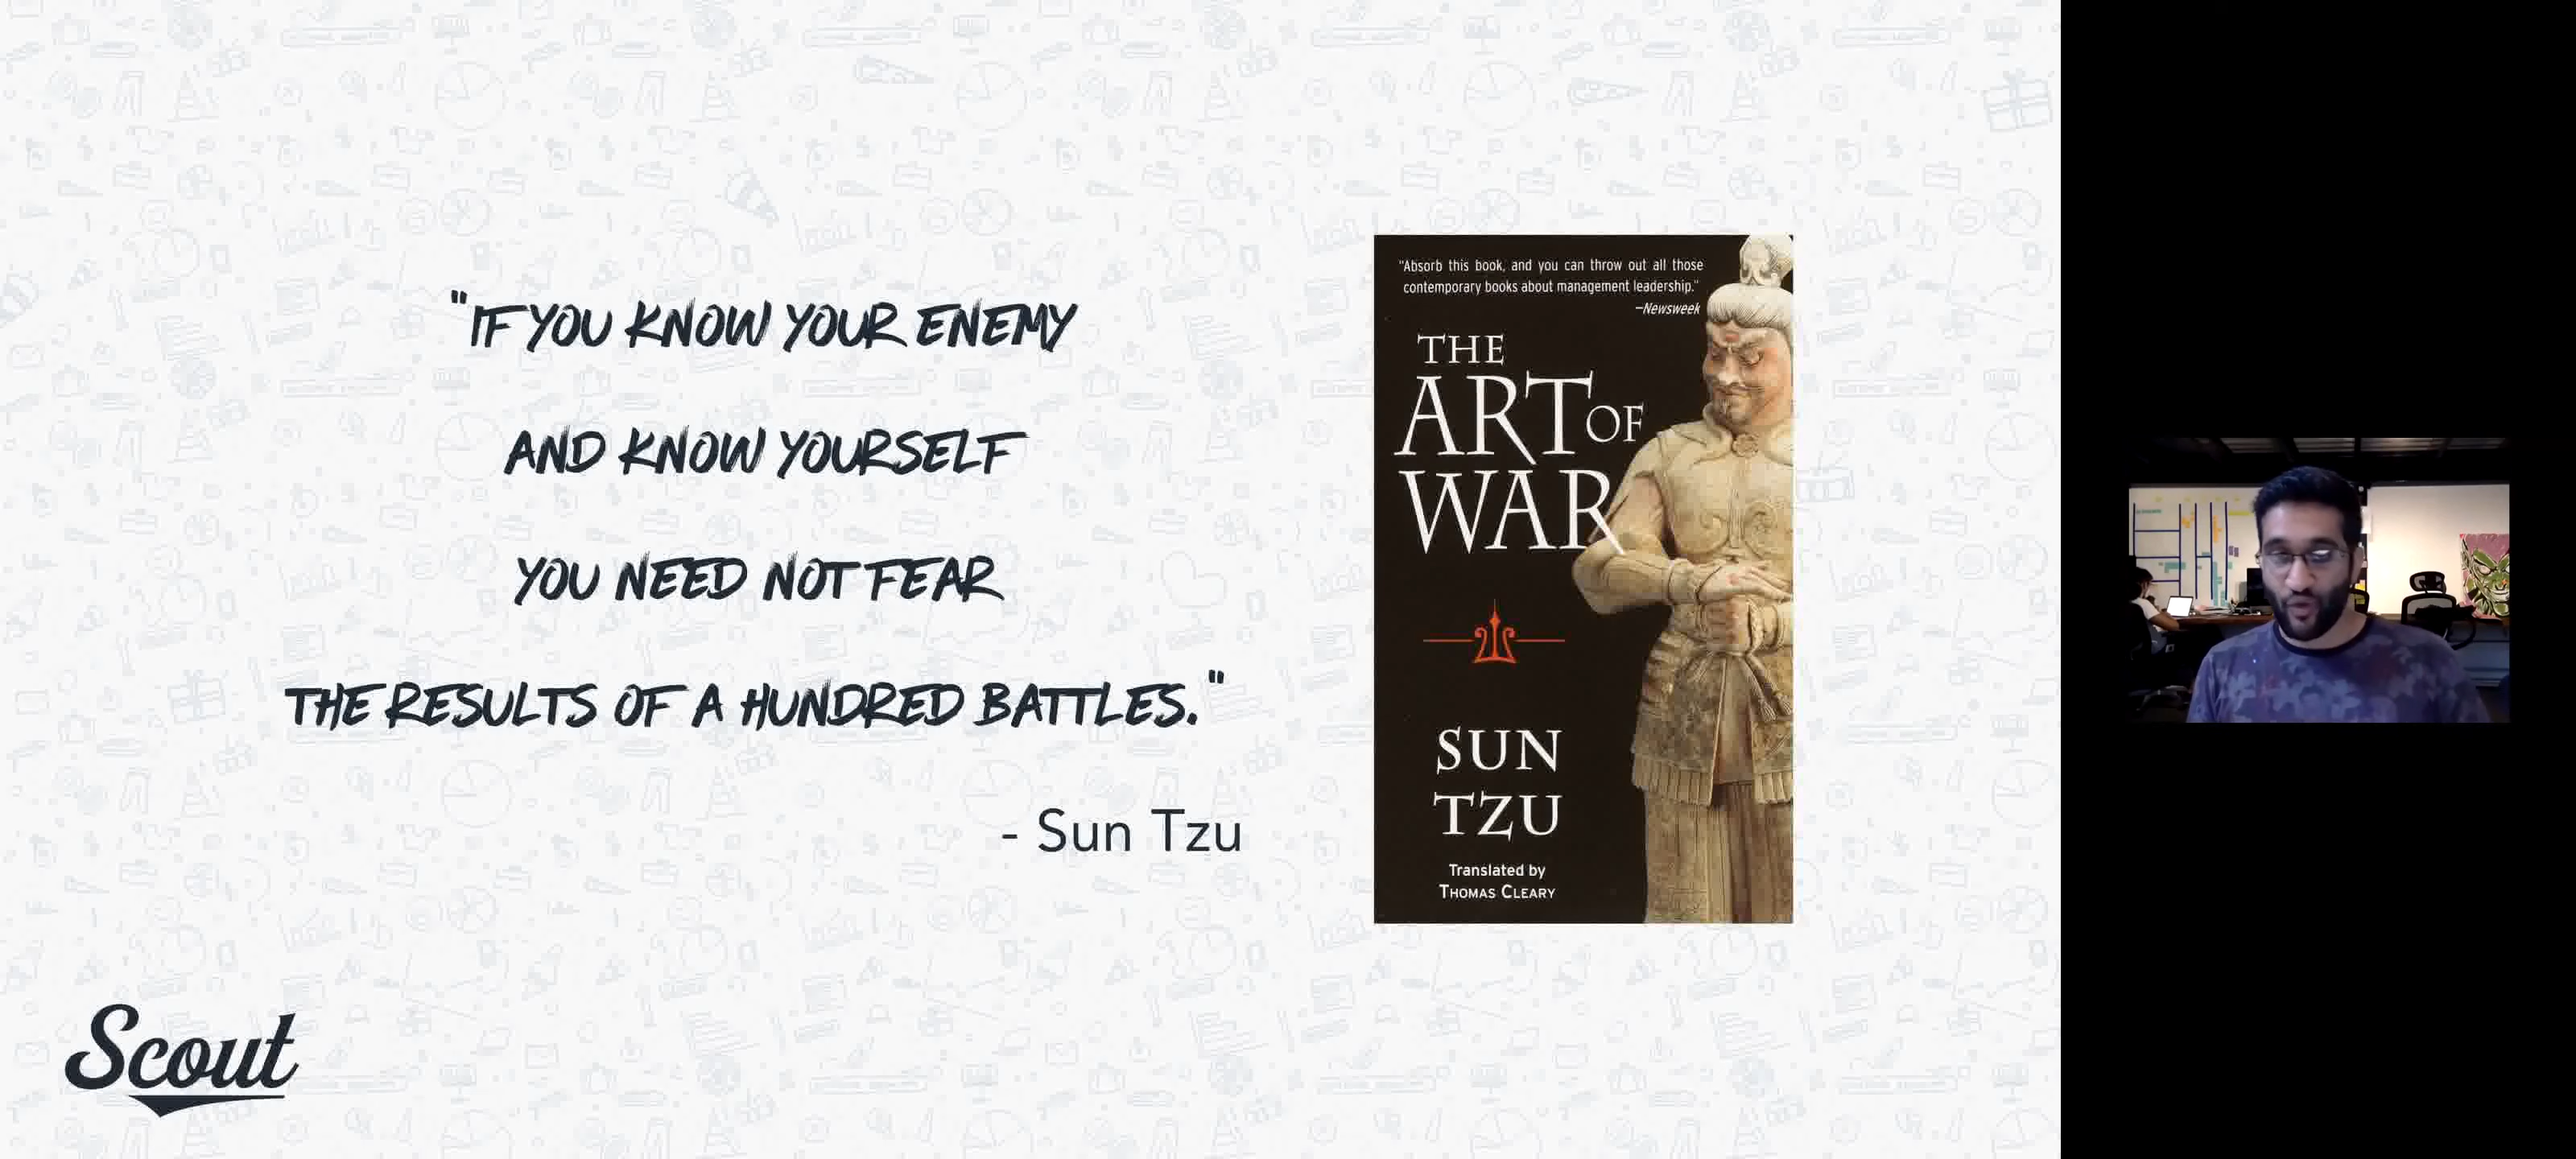 "IF YOU KNOW YOUR ENEMY
AND KNOW YOURSELF
YOU NEED NOT FEAR
THE RESULTS OF A HUNDRED BATTLES."
- Sun Tzu
"Absorb this book, and you can throw out all those
contemporary books about management leadership."
—Newsweek
THE
ART OF
WAR
SUN
TZU
Translated by
THOMAS CLEARY
Scout